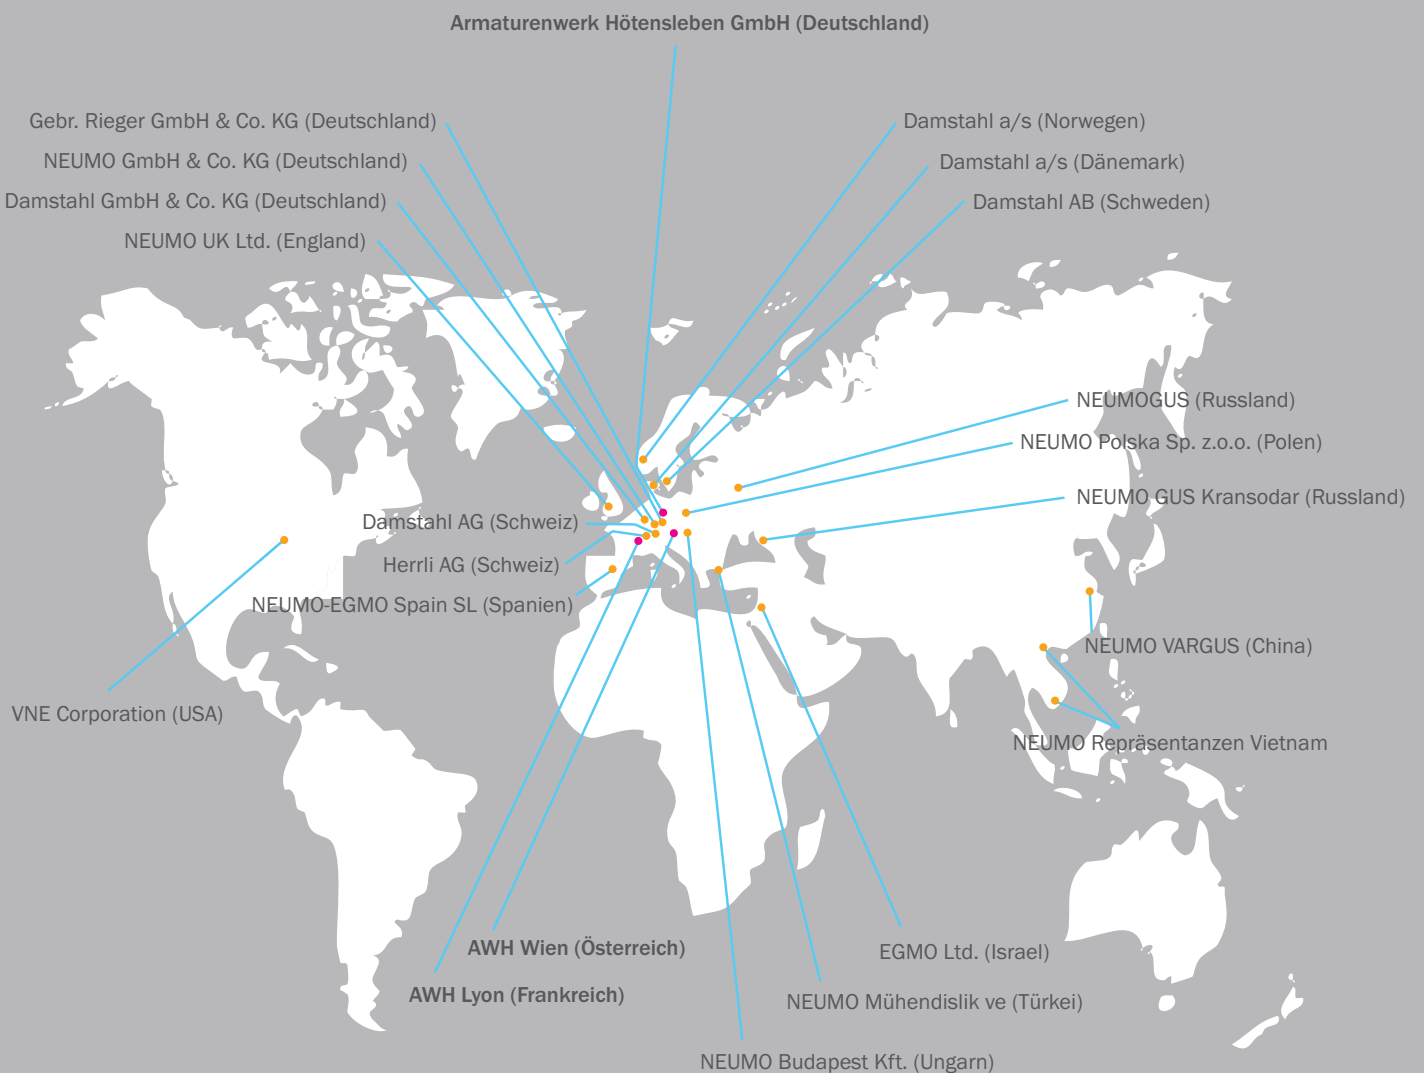 Armaturenwerk Hötensleben GmbH (Deutschland)
Gebr. Rieger GmbH & Co. KG (Deutschland)
Damstahl a/s (Norwegen)
NEUMO GmbH & Co. KG (Deutschland)
Damstahl a/s (Dänemark)
Damstahl GmbH & Co. KG (Deutschland)
Damstahl AB (Schweden)
NEUMO UK Ltd. (England)
NEUMOGUS (Russland)
NEUMO Polska Sp. z.o.o. (Polen)
NEUMO GUS Kransodar (Russland)
Damstahl AG (Schweiz)
Herrli AG (Schweiz)
NEUMO-EGMO Spain SL (Spanien)
NEUMO VARGUS (China)
VNE Corporation (USA)
NEUMO Repräsentanzen Vietnam
AWH Wien (Österreich)
EGMO Ltd. (Israel)
AWH Lyon (Frankreich)
NEUMO Mühendislik ve (Türkei)
NEUMO Budapest Kft. (Ungarn)